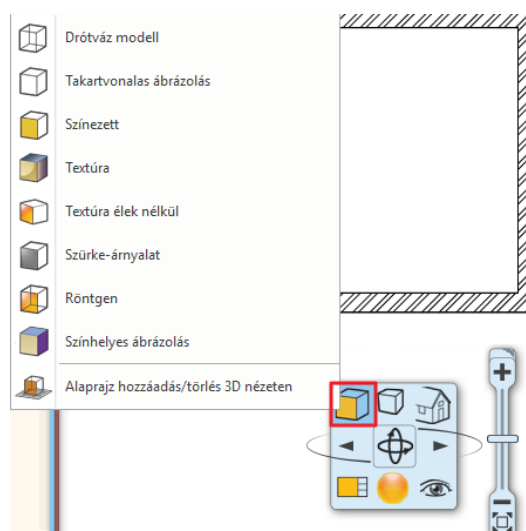 Drótváz modell
Takartvonalas ábrázolás
Színezett
Textúra
Textúra élek nélkül
Szürke-árnyalat
Röntgen
Színhelyes ábrázolás
Alaprajz hozzáadás/törlés 3D nézeten